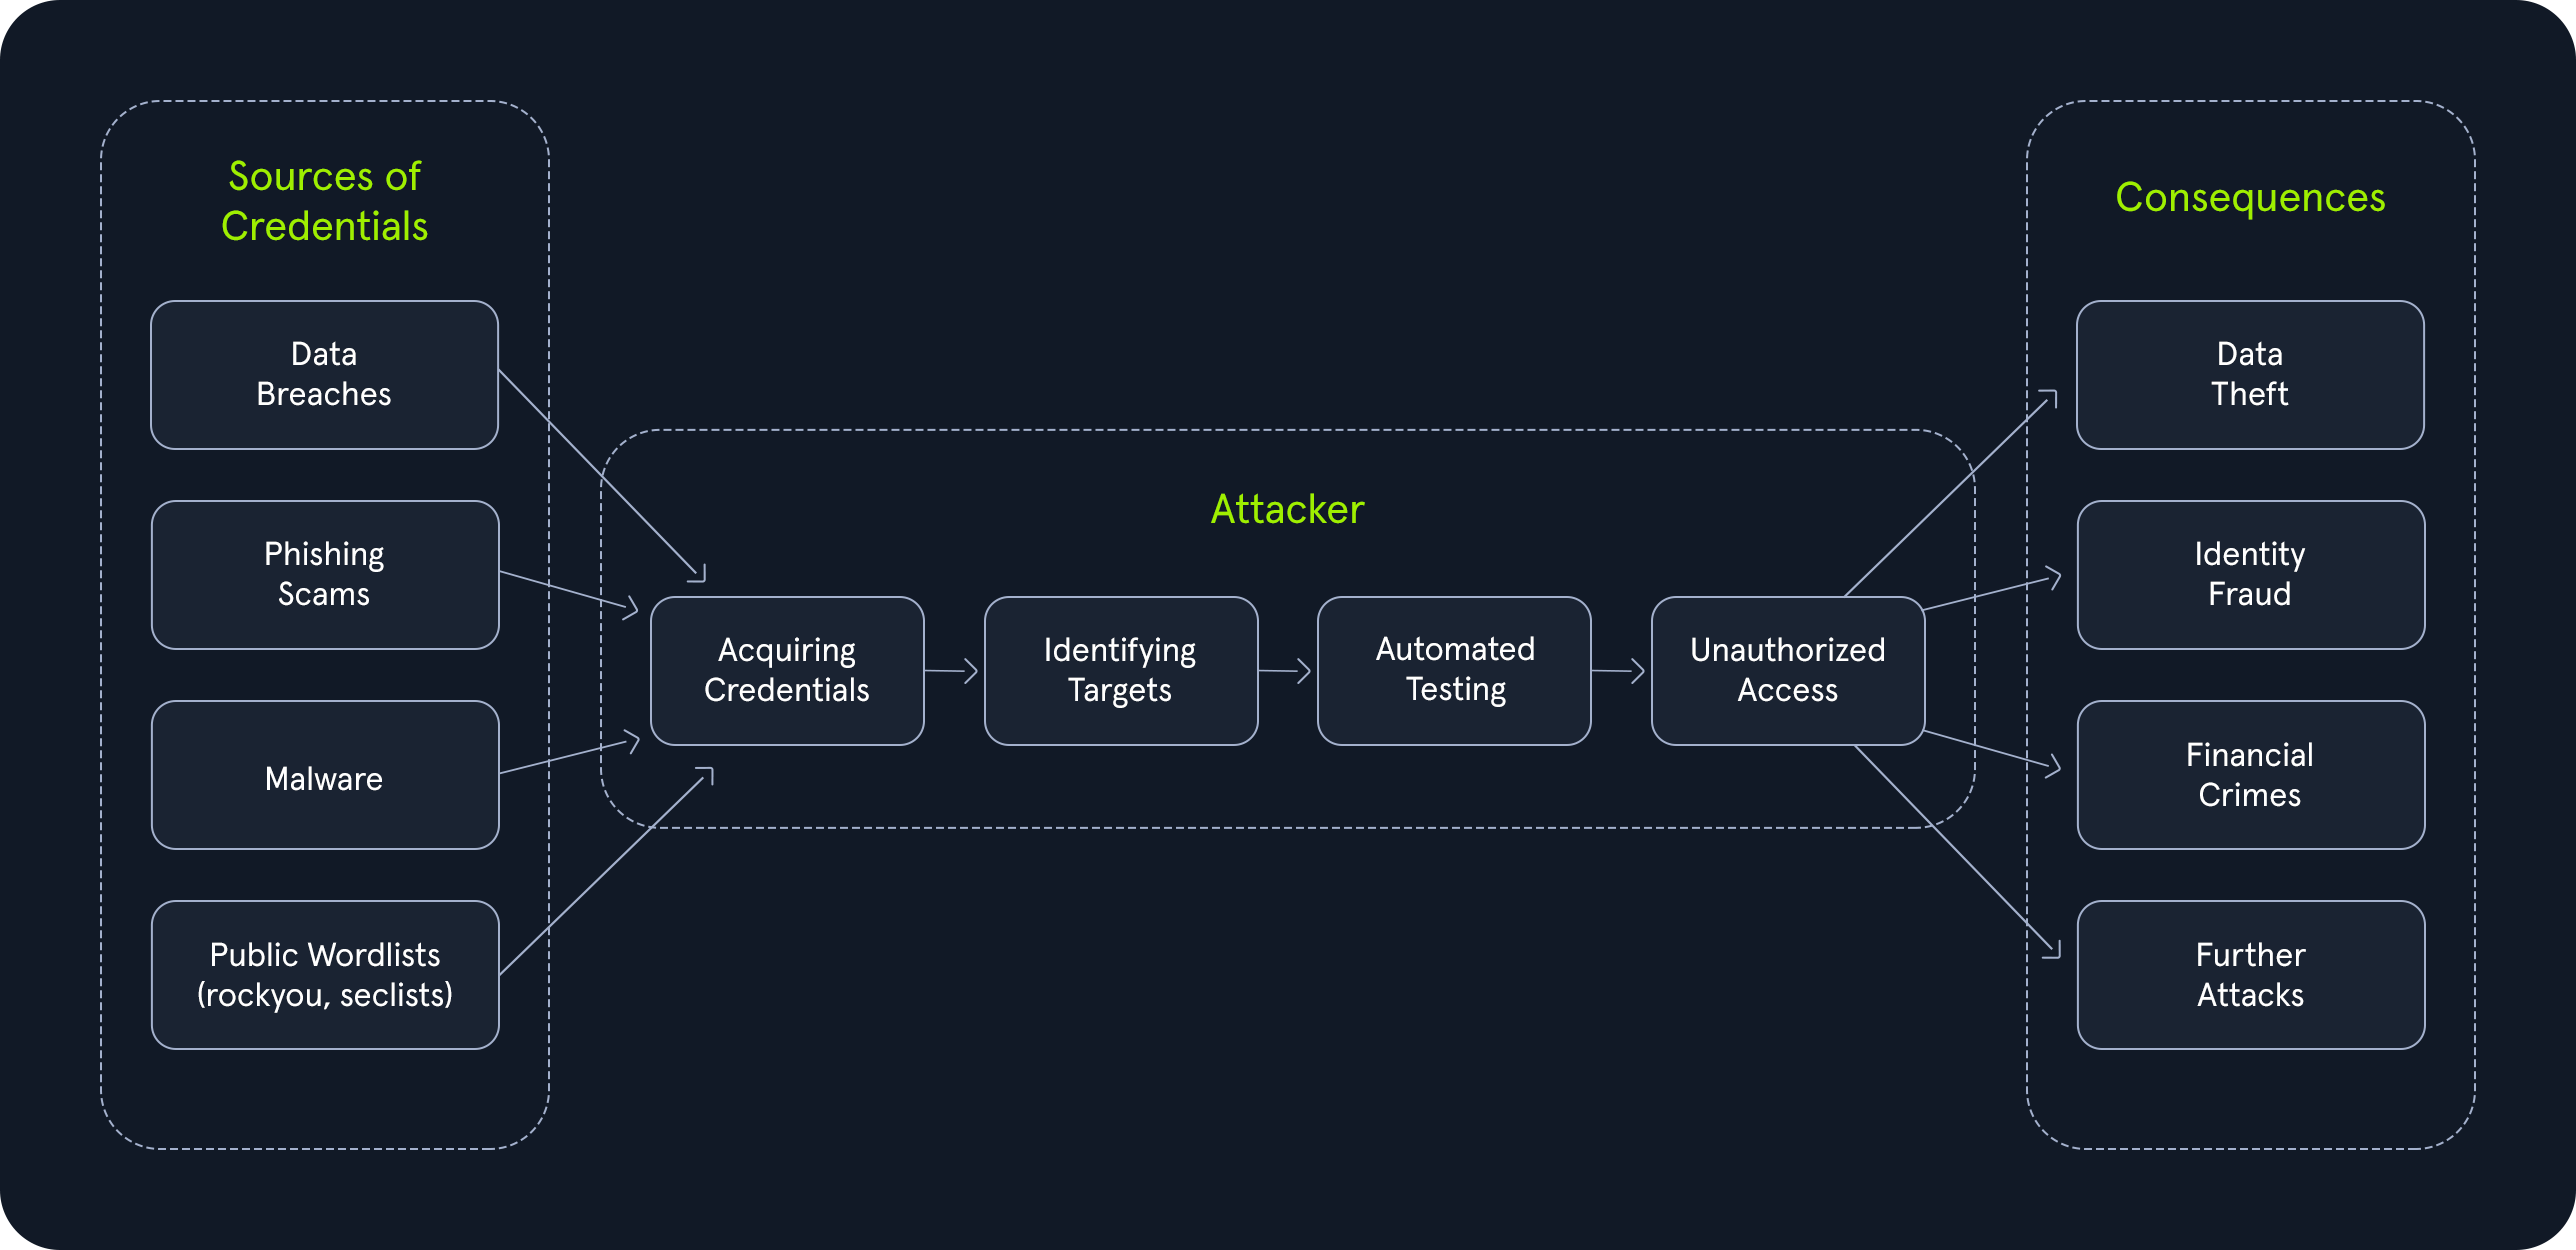 Sources of
Credentials
Data
Breaches
Phishing
Scams
Malware
Public Wordlists
(rockyou, seclists)
Attacker
Acquiring
Credentials
Identifying
Targets
Automated
Testing
Unauthorized
Access
Consequences
Data
Theft
Identity
Fraud
Financial
Crimes
Further
Attacks